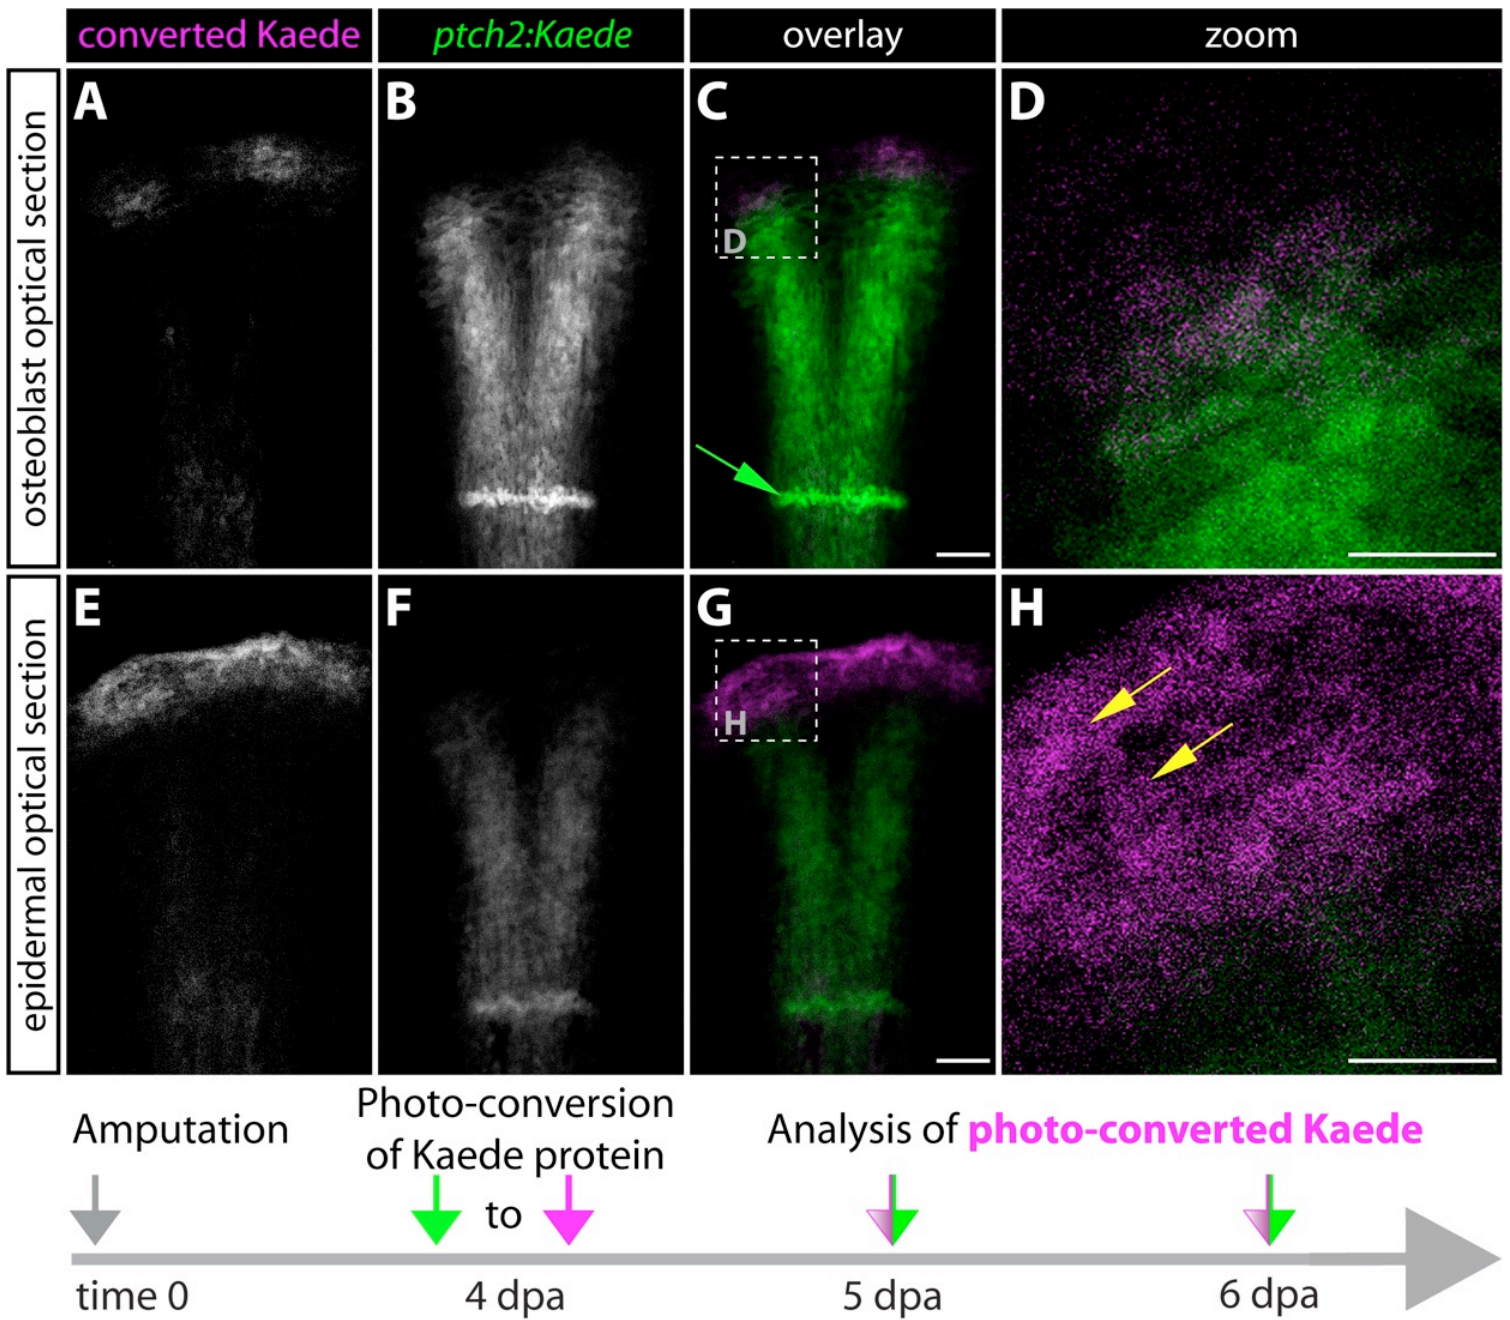 converted Kaede
ptch2:Kaede
overlay
zoom
osteoblast optical section
A
B
C
D
D
epidermal optical section
E
F
G
H
H
Amputation
Photo-conversion
of Kaede protein
to
Analysis of photo-converted Kaede
time 0
4 dpa
5 dpa
6 dpa